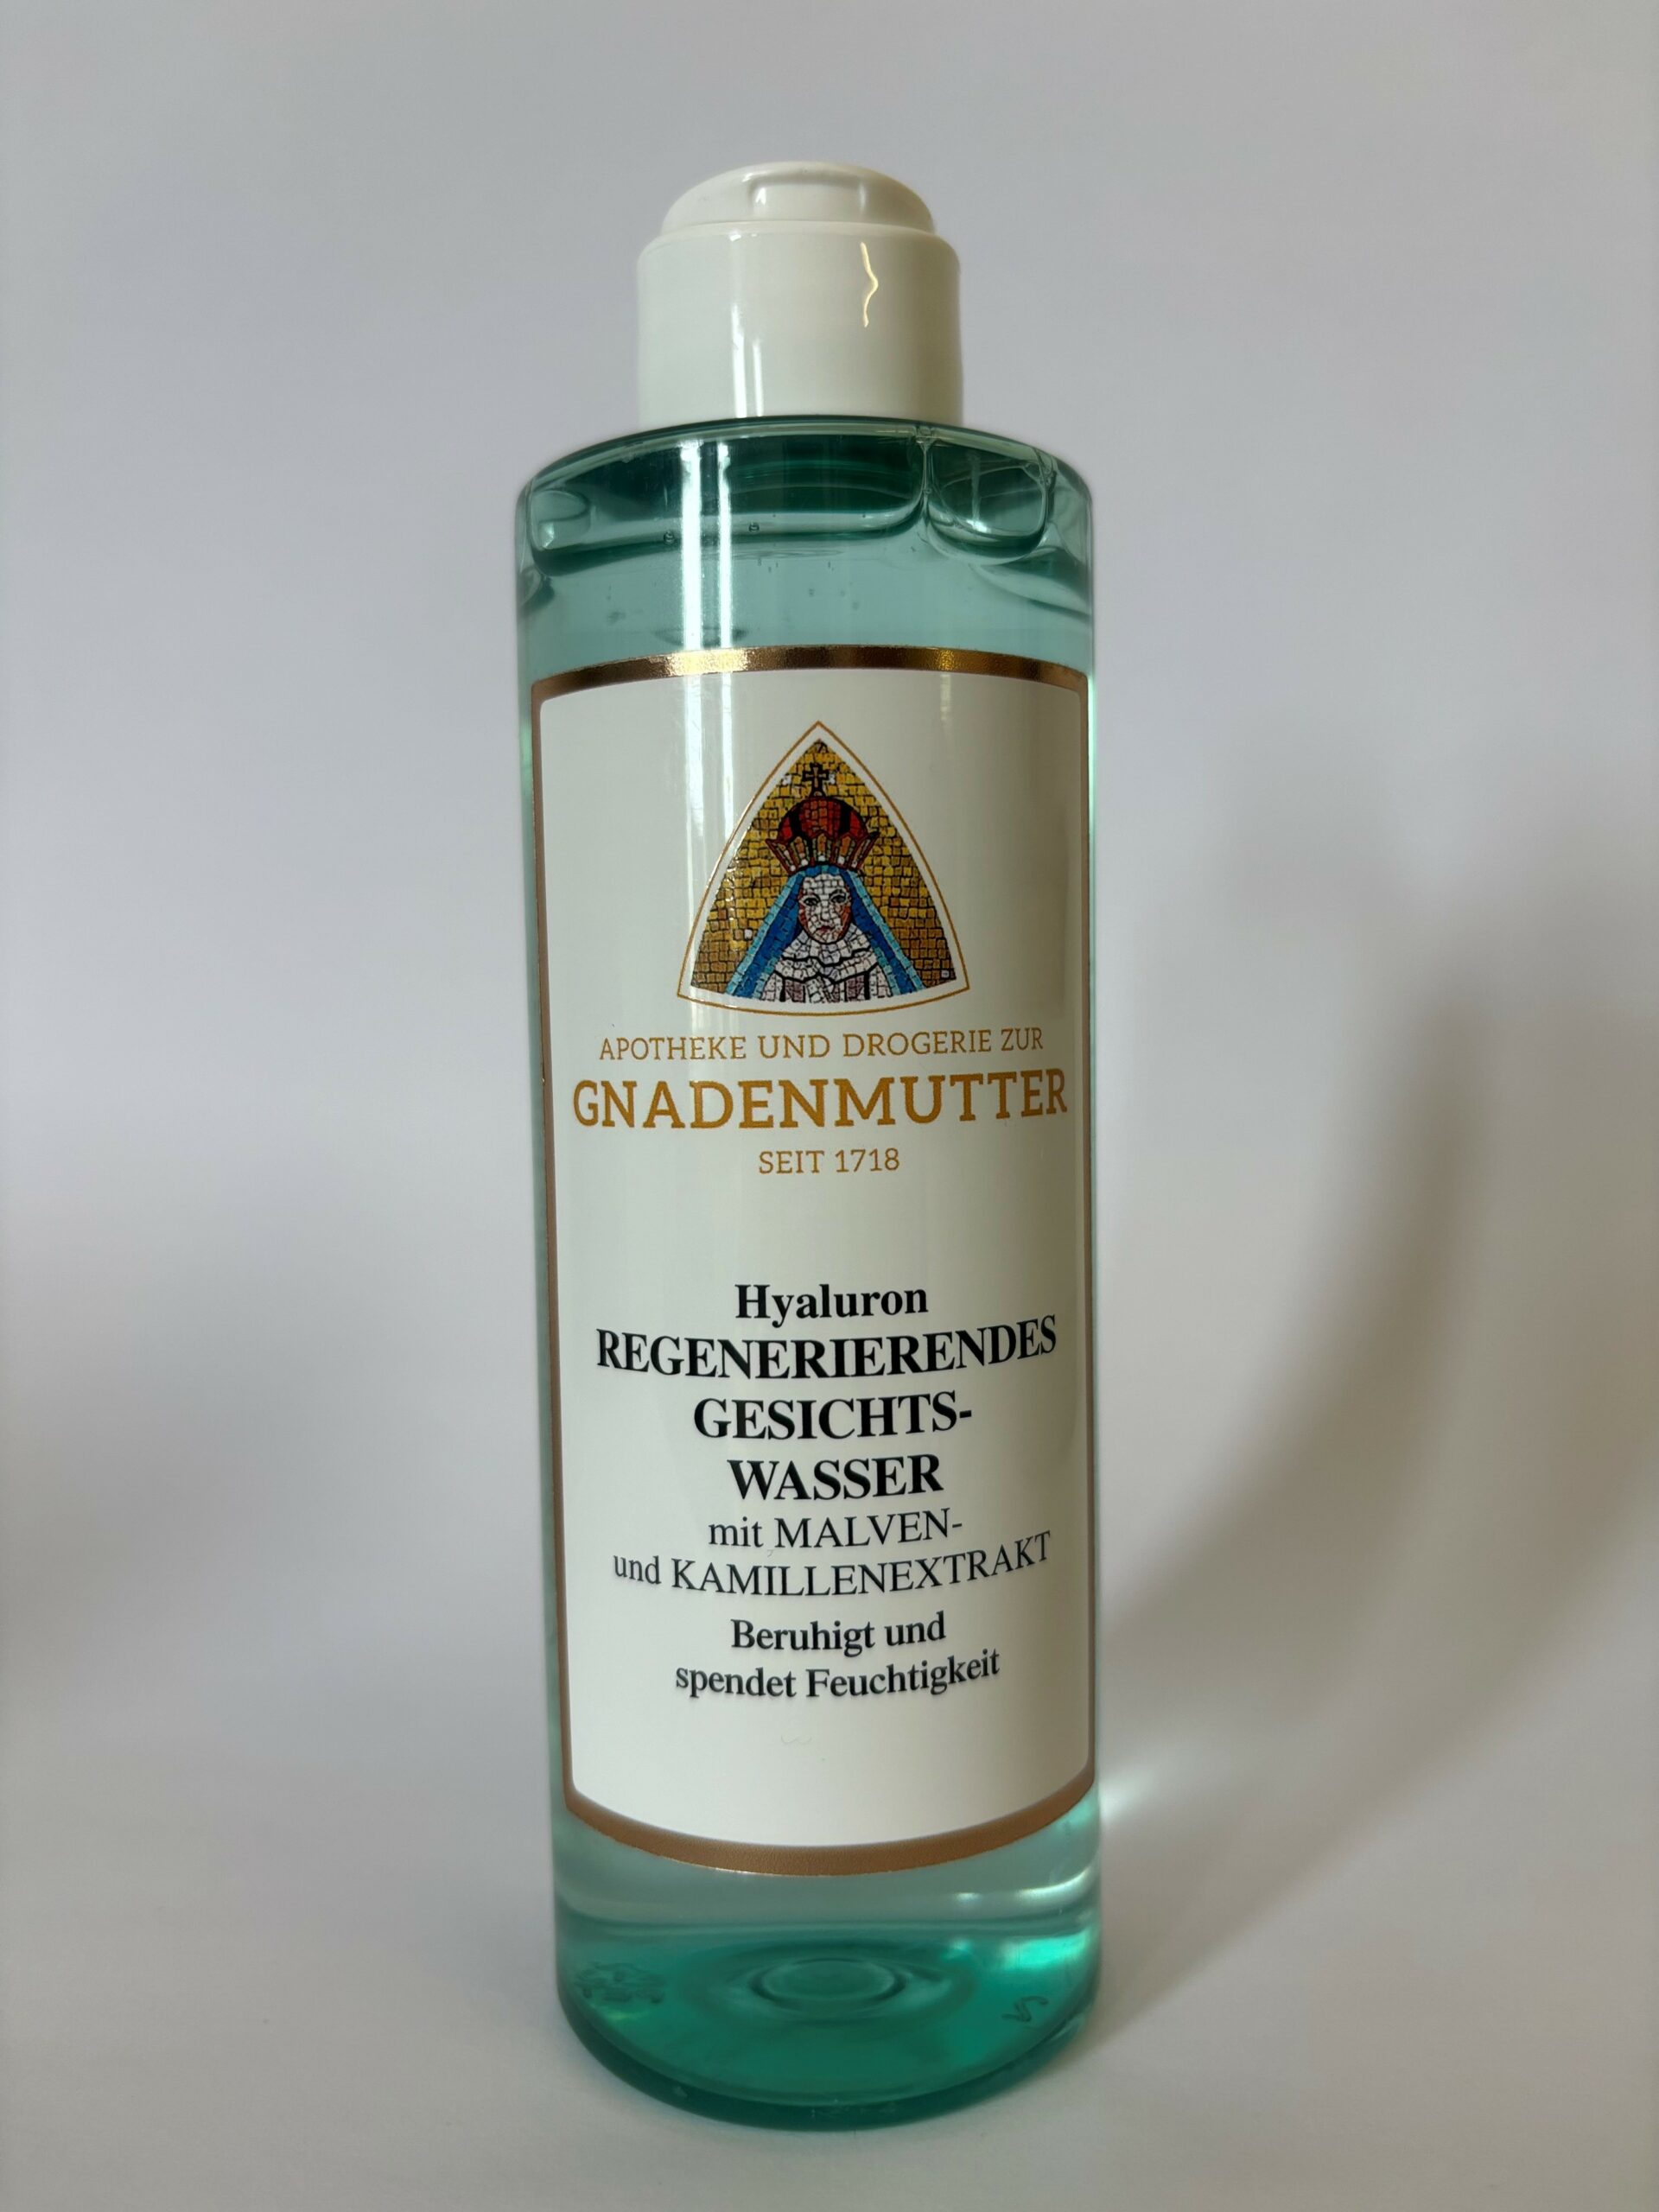 APOTHEKE UND DROGERIE ZUR
GNADENMUTTER
SEIT 1718
Hyaluron
REGENERIERENDES
GESICHTS-
WASSER
mit MALVEN-
und KAMILLENEXTRAKT
Beruhigt und
spendet Feuchtigkeit